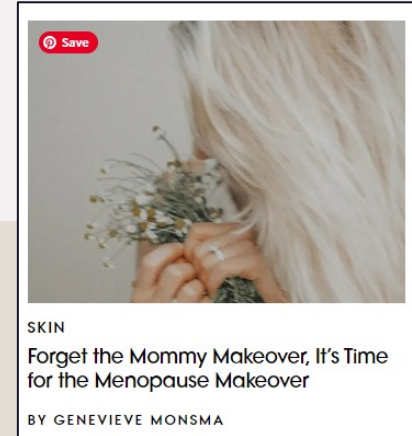 Save
SKIN
Forget the Mommy Makeover, It's Time
for the Menopause Makeover
BY GENEVIEVE MONSMA